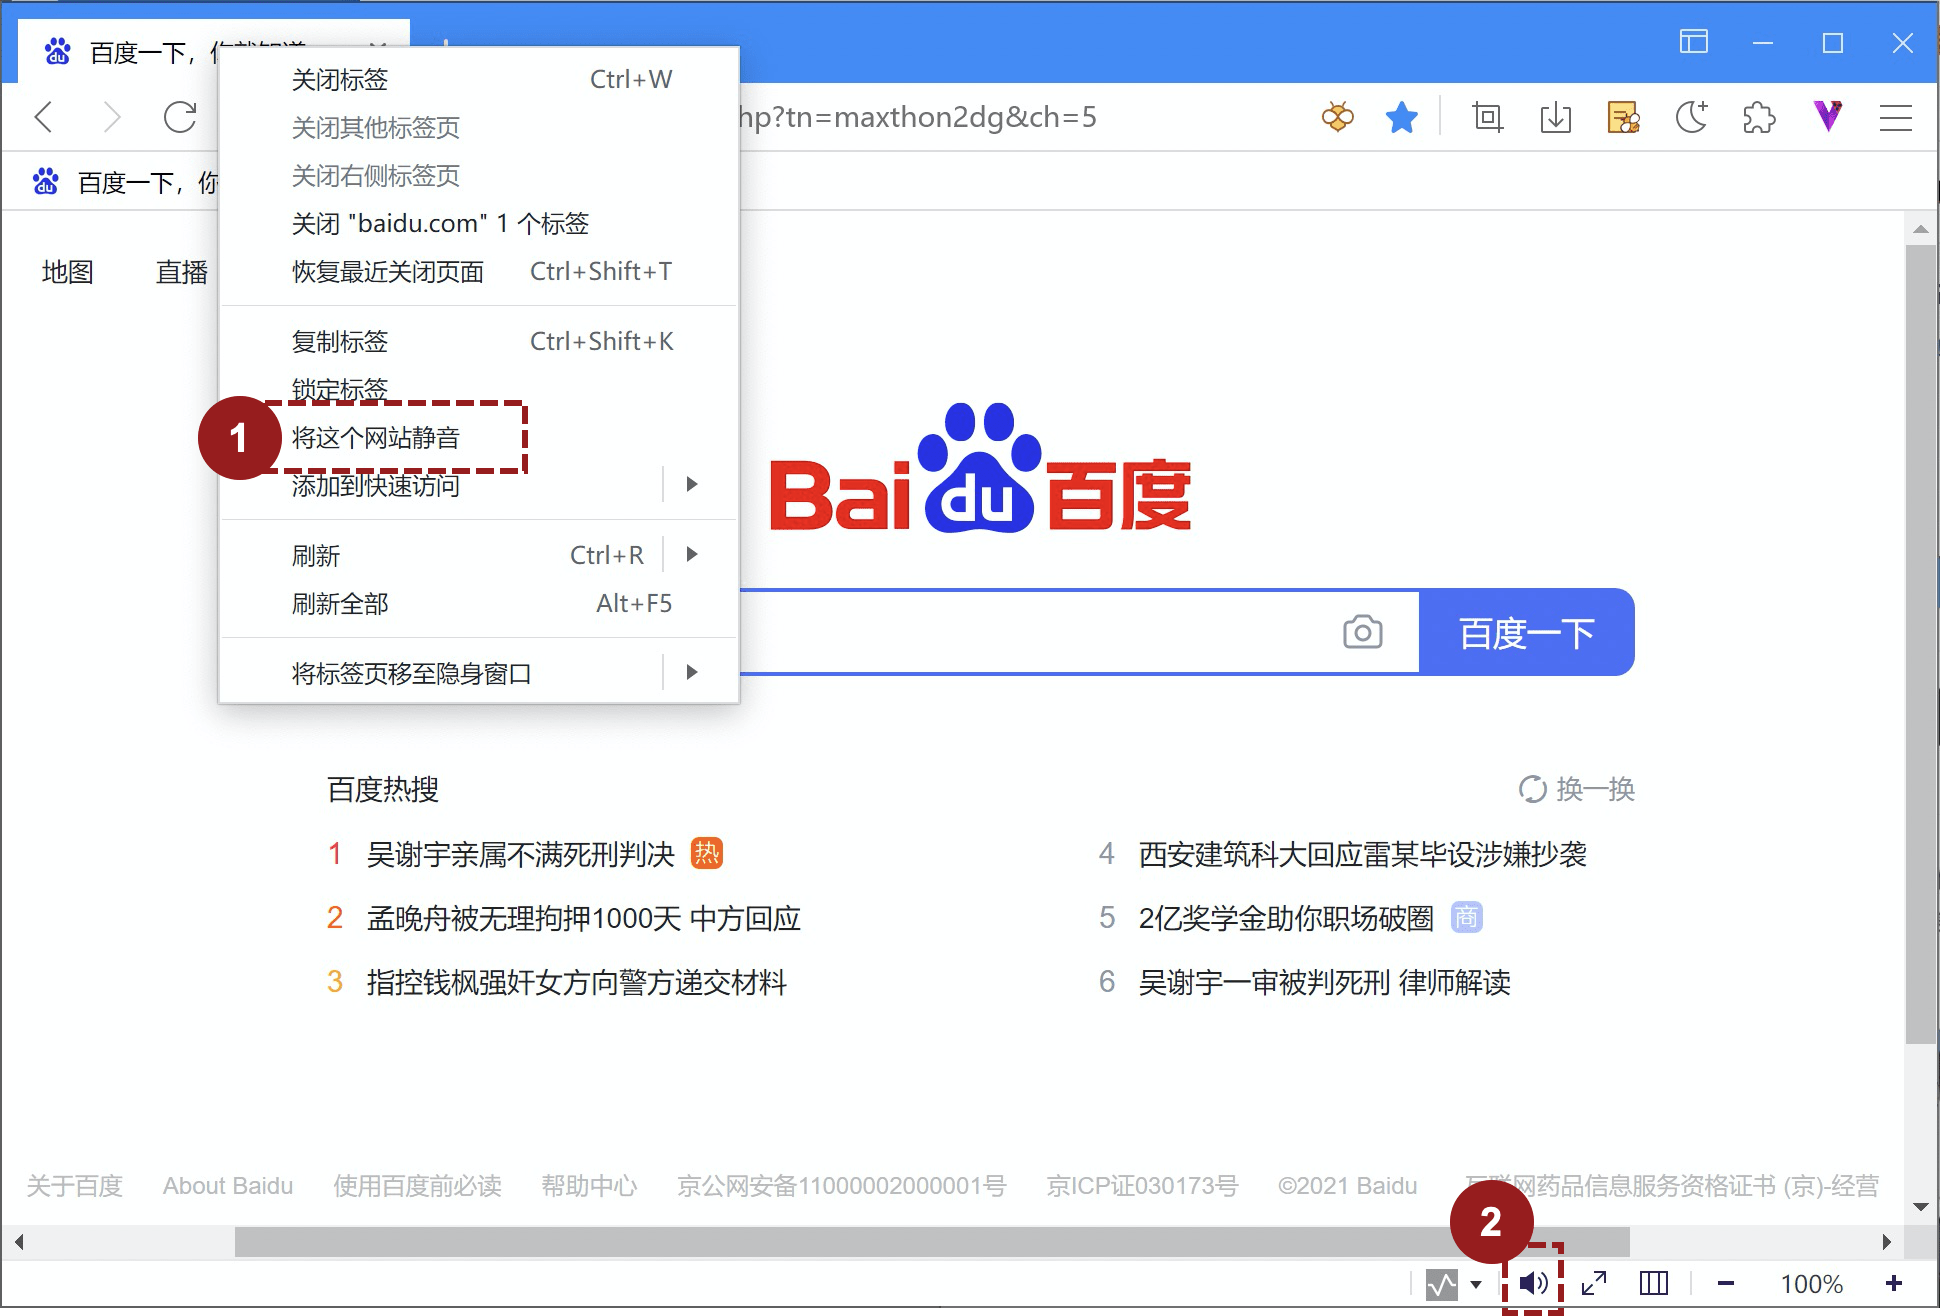 百度一下，你就知道
关闭标签 Ctrl+W
关闭其他标签页
关闭右侧标签页
关闭 "baidu.com" 1 个标签
恢复最近关闭页面 Ctrl+Shift+T
复制标签 Ctrl+Shift+K
锁定标签
1 将这个网站静音
添加到快速访问
刷新 Ctrl+R
刷新全部 Alt+F5
将标签页移至隐身窗口
hp?tn=maxthon2dg&ch=5
百度一下，你
地图 直播
Bai du 百度
百度一下
百度热搜 换一换
1 吴谢宇亲属不满死刑判决 热
2 孟晚舟被无理拘押1000天 中方回应
3 指控钱枫强奸女方向警方递交材料
4 西安建筑科大回应雷某毕设涉嫌抄袭
5 2亿奖学金助你职场破圈 商
6 吴谢宇一审被判死刑 律师解读
关于百度 About Baidu 使用百度前必读 帮助中心 京公网安备11000002000001号 京ICP证030173号 ©2021 Baidu 互联网药品信息服务资格证书 (京)-经营
2
100%